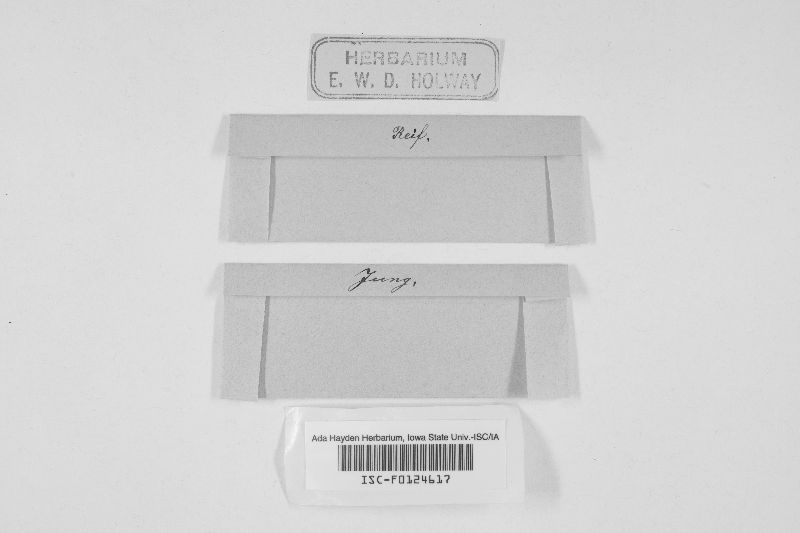 HERBARIUM
E. W. D. HOLWAY
Reif.
Jung.
Ada Hayden Herbarium, Iowa State Univ.-ISC/IA
ISC-F0124617